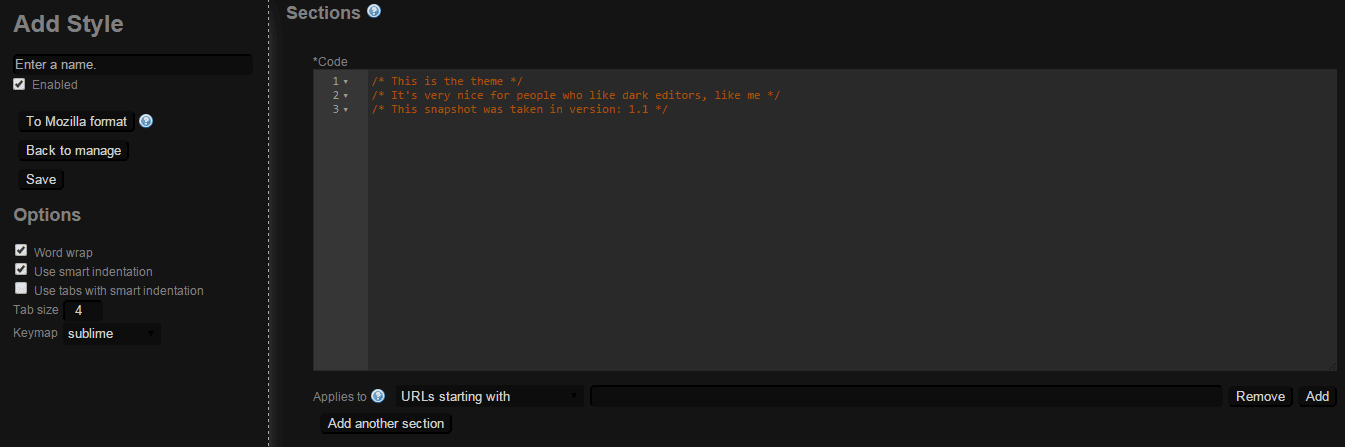 Add Style
Enter a name.
Enabled
To Mozilla format
Back to manage
Save
Options
Word wrap
Use smart indentation
Use tabs with smart indentation
Tab size 4
Keymap sublime
Sections
*Code
1 /* This is the theme */
2 /* It's very nice for people who like dark editors, like me */
3 /* This snapshot was taken in version: 1.1 */
Applies to URLs starting with Remove Add
Add another section